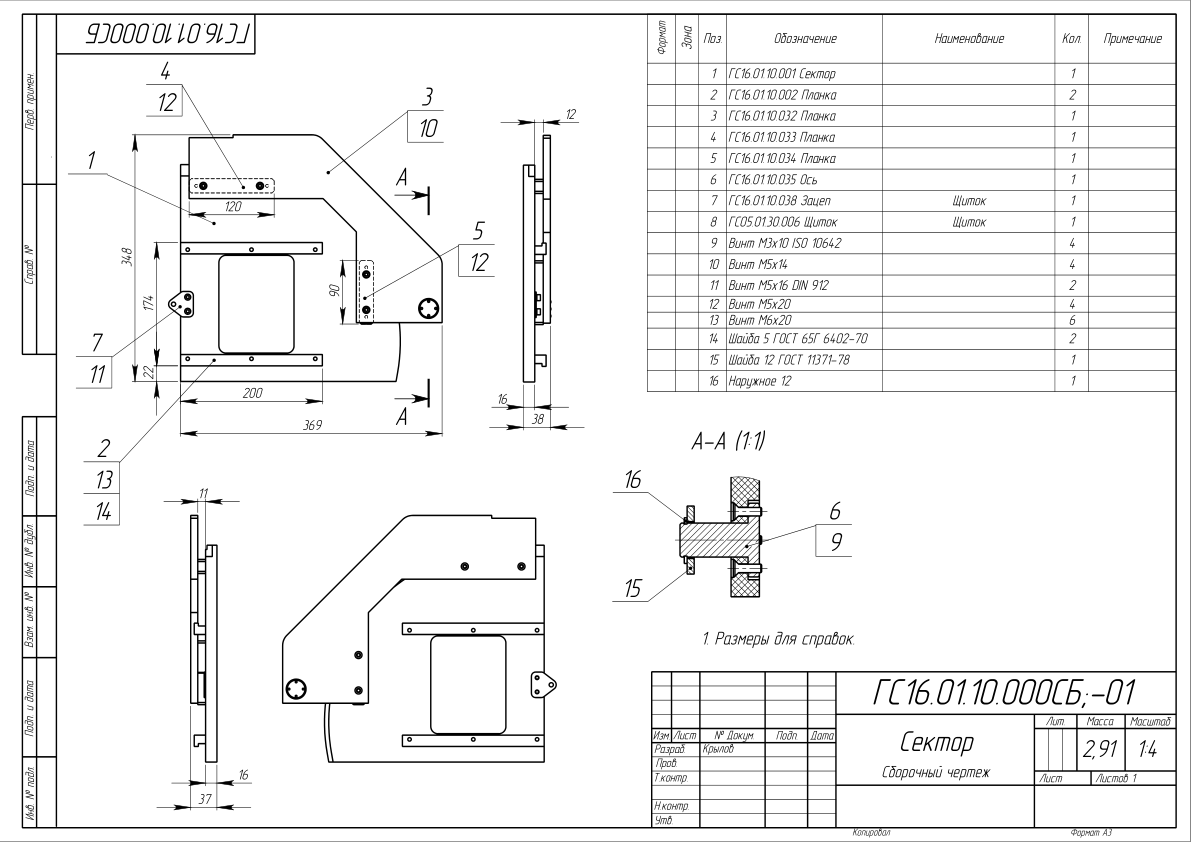 ГС16.01.10.000СБ
Перв. примен.
Справ. №
Подп. и дата
Инв. № дубл.
Взам. инв. №
Подп. и дата
Инв. № подл.
4
12
3
10
1
5
12
7
11
2
13
14
А
А
120
348
174
90
22
200
369
12
16
38
11
16
37
Формат Зона Поз. Обозначение Наименование Кол. Примечание
1 ГС16.01.10.001 Сектор 1
2 ГС16.01.10.002 Планка 2
3 ГС16.01.10.032 Планка 1
4 ГС16.01.10.033 Планка 1
5 ГС16.01.10.034 Планка 1
6 ГС16.01.10.035 Ось 1
7 ГС16.01.10.038 Зацеп Щиток 1
8 ГС05.01.30.006 Щиток Щиток 1
9 Винт М3х10 ISO 10642 4
10 Винт М5х14 4
11 Винт М5х16 DIN 912 2
12 Винт М5х20 4
13 Винт М6х20 6
14 Шайба 5 ГОСТ 65Г 6402-70 2
15 Шайба 12 ГОСТ 11371-78 1
16 Наружное 12 1
А-А (1:1)
16
15
6
9
1. Размеры для справок.
ГС16.01.10.000СБ;-01
Изм. Лист № Докум. Подп. Дата
Разраб. Крылов
Пров.
Т.контр.
Н.контр.
Утв.
Сектор
Сборочный чертеж
Лит. Масса Масштаб
2,91 1:4
Лист Листов 1
Копировал Формат А3